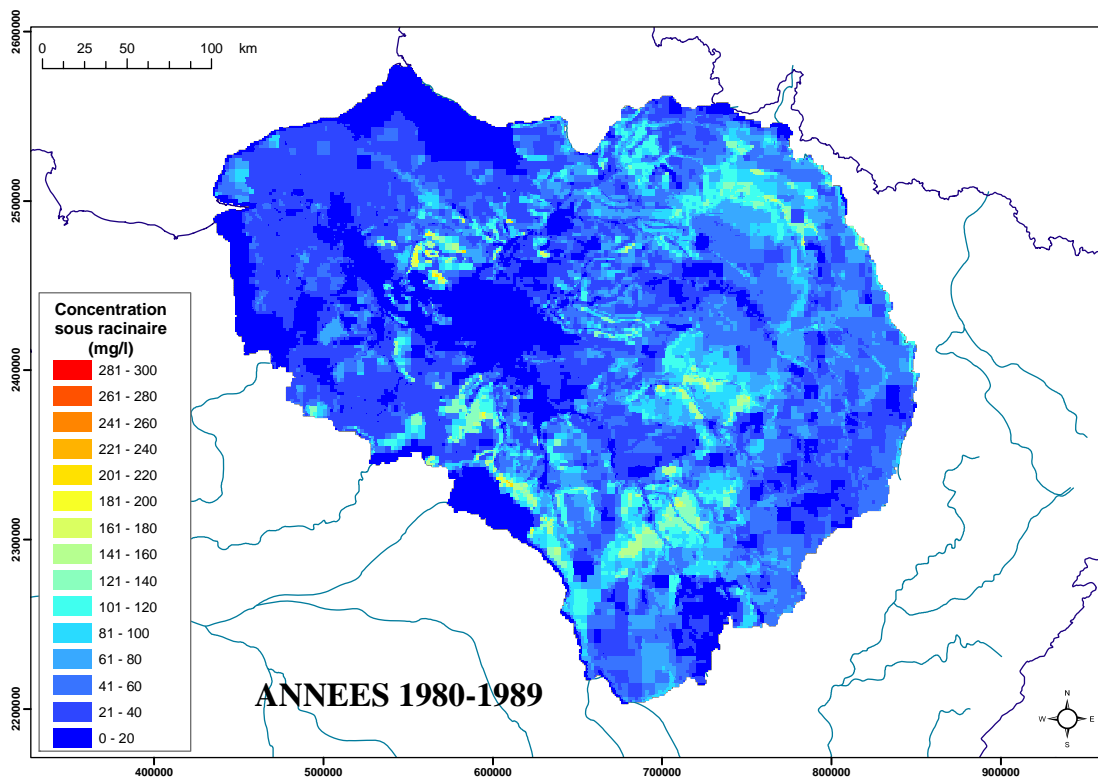 0 25 50 100 km
2600000
2500000
2400000
2300000
2200000
Concentration
sous racinaire
(mg/l)
281 - 300
261 - 280
241 - 260
221 - 240
201 - 220
181 - 200
161 - 180
141 - 160
121 - 140
101 - 120
81 - 100
61 - 80
41 - 60
21 - 40
0 - 20
ANNEES 1980-1989
N
W E
S
400000 500000 600000 700000 800000 900000